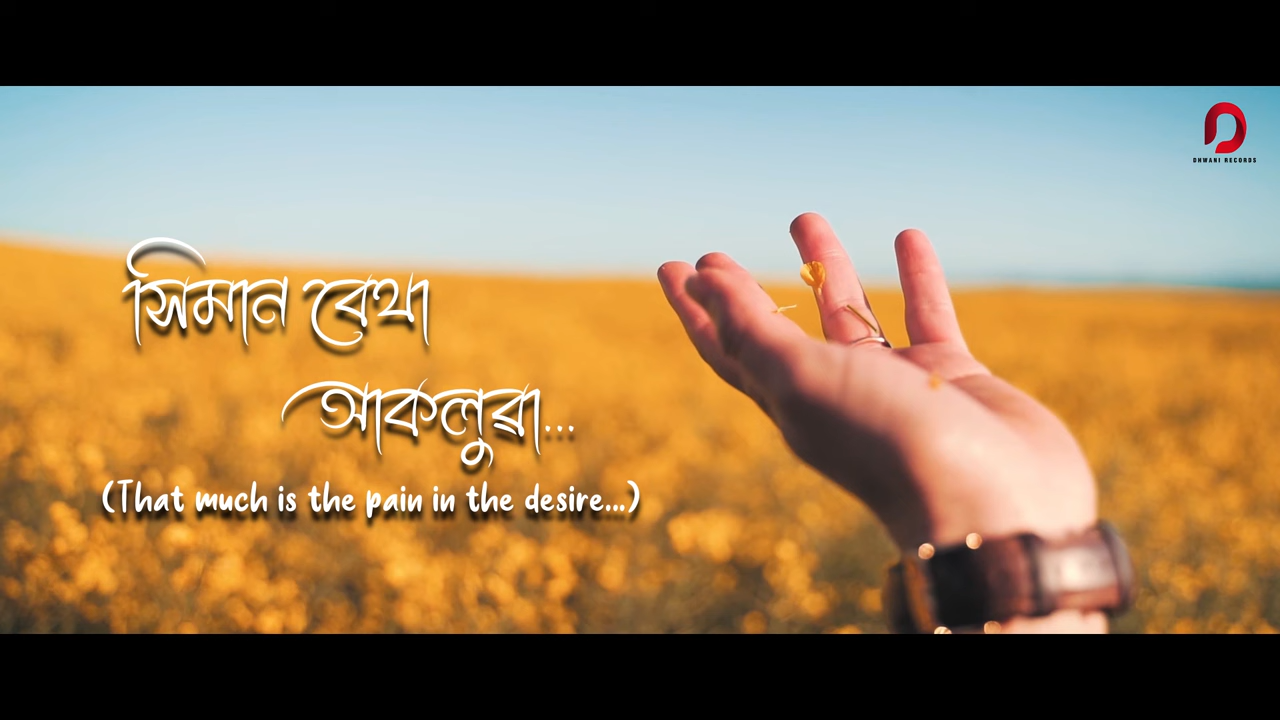 DHWANI RECORDS
সিমান বেথা
আকলুৱা...
(That much is the pain in the desire...)